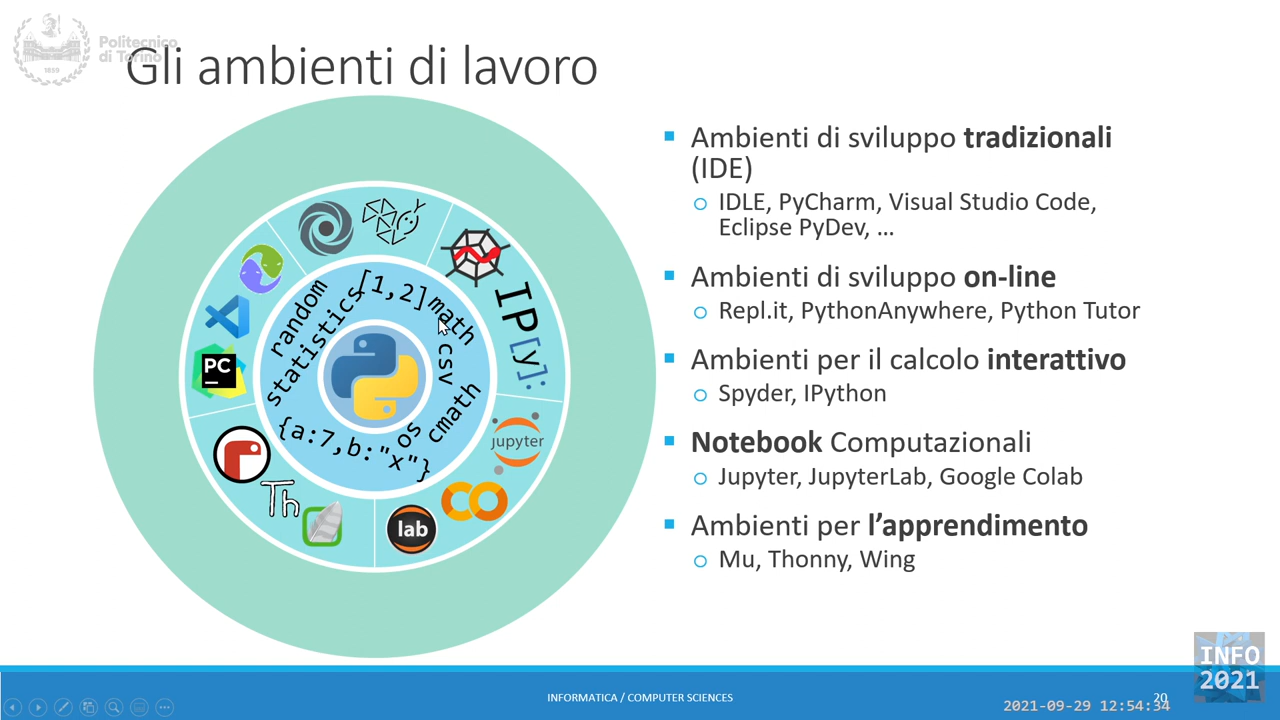 Politecnico
di Torino
1859
Gli ambienti di lavoro
Ambienti di sviluppo tradizionali
(IDE)
IDLE, PyCharm, Visual Studio Code,
Eclipse PyDev, …
Ambienti di sviluppo on-line
Repl.it, PythonAnywhere, Python Tutor
Ambienti per il calcolo interattivo
Spyder, IPython
Notebook Computazionali
Jupyter, JupyterLab, Google Colab
Ambienti per l’apprendimento
Mu, Thonny, Wing
random
statistics
[1,2]
math
csv
cmath
os
{a:7,b:"x"}
IP[y]:
PC
jupyter
Th
lab
INFO
2021
INFORMATICA / COMPUTER SCIENCES
20
2021-09-29 12:54:34